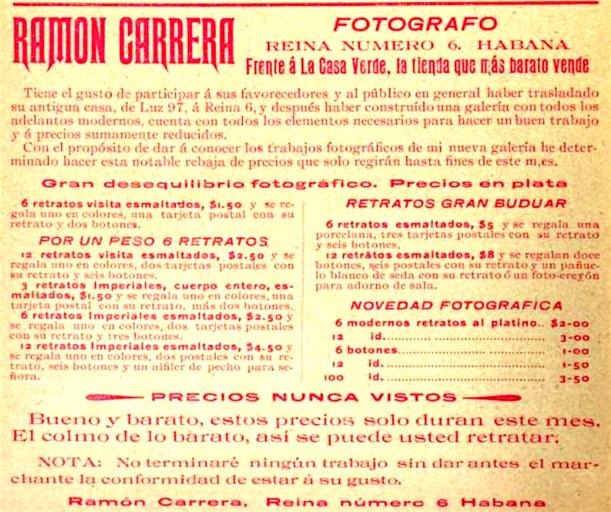 RAMON CARRERA
FOTOGRAFO
REINA NUMERO 6. HABANA
Frente á La Casa Verde, la tienda que más barato vende
Tiene el gusto de participar á sus favorecedores y al público en general haber trasladado
su antigua casa, de Luz 97, á Reina 6, y después haber construído una galería con todos los
adelantos modernos, cuenta con todos los elementos necesarios para hacer un buen trabajo
y á precios sumamente reducidos.
Con el propósito de dar á conocer los trabajos fotográficos de mi nueva galería he deter-
minado hacer esta notable rebaja de precios que solo regirán hasta fines de este m,es.
Gran desequilibrio fotográfico. Precios en plata
6 retratos visita esmaltados, $1.50 y se re-
gala uno en colores, una tarjeta postal con su
retrato y dos botones.
POR UN PESO 6 RETRATOS
12 retratos visita esmaltados, $2.50 y se
regala uno en colores, dos tarjetas postales con
su retrato y seis botones.
3 retratos Imperiales, cuerpo entero, es-
maltados, $1.50 y se regala uno en colores, una
tarjeta postal con su retrato, más dos botones.
6 retratos Imperiales esmaltados, $2.50 y
se regala uno en colores, dos tarjetas postales
con su retrato y tres botones.
12 retratos Imperiales esmaltados, $4.50 y
se regala uno en colores, dos postales con su re-
trato, seis botones y un alfiler de pecho para se-
ñora.
RETRATOS GRAN BUDUAR
6 retratos esmaltados, $5 y se regala una
porcelana, tres tarjetas postales con su retrato
y seis botones.
12 retratos esmaltados, $8 y se regalan doce
botones, seis postales con su retrato y un pañue-
lo blanco de seda con su retrato ó un foto-creyón
para adorno de sala.
NOVEDAD FOTOGRAFICA
6 modernos retratos al platino.. $2-00
12 id. 3-00
6 botones 1-00
12 id. 1-50
100 id. 3-50
PRECIOS NUNCA VISTOS
Bueno y barato, estos precios solo duran este mes.
El colmo de lo barato, así se puede usted retratar.
NOTA: No terminaré ningún trabajo sin dar antes el mar-
chante la conformidad de estar á su gusto.
Ramón Carrera, Reina númerc 6 Habana